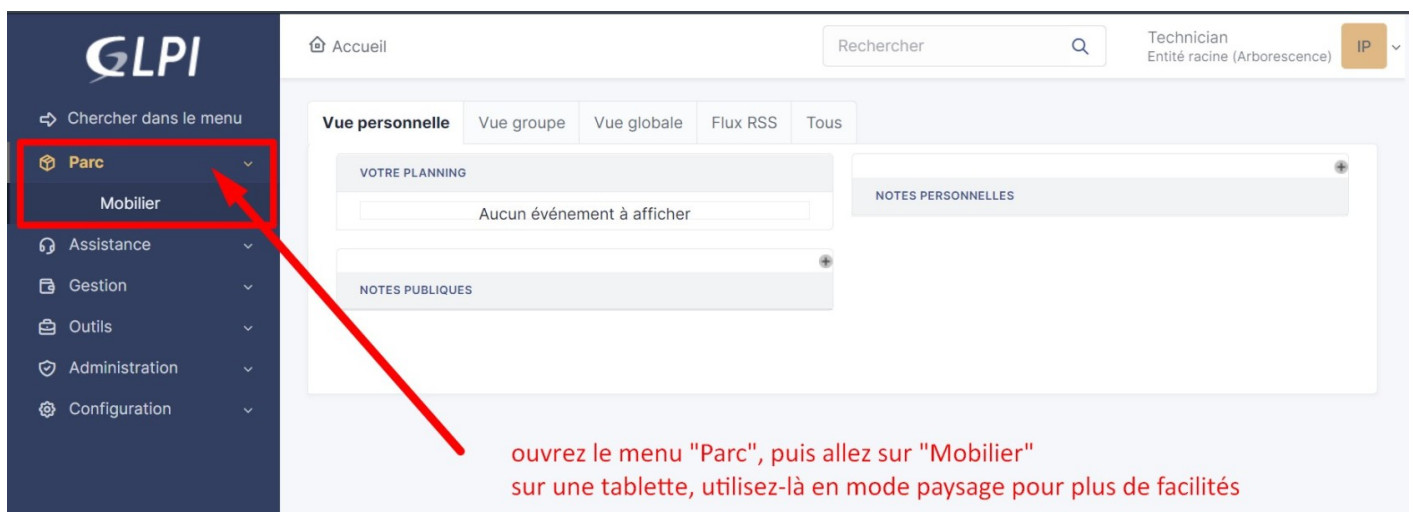 GLPI
Accueil
Rechercher
Technician
Entité racine (Arborescence)
IP
Chercher dans le menu
Parc
Mobilier
Assistance
Gestion
Outils
Administration
Configuration
Vue personnelle
Vue groupe
Vue globale
Flux RSS
Tous
VOTRE PLANNING
Aucun événement à afficher
NOTES PERSONNELLES
NOTES PUBLIQUES
ouvrez le menu "Parc", puis allez sur "Mobilier"
sur une tablette, utilisez-là en mode paysage pour plus de facilités